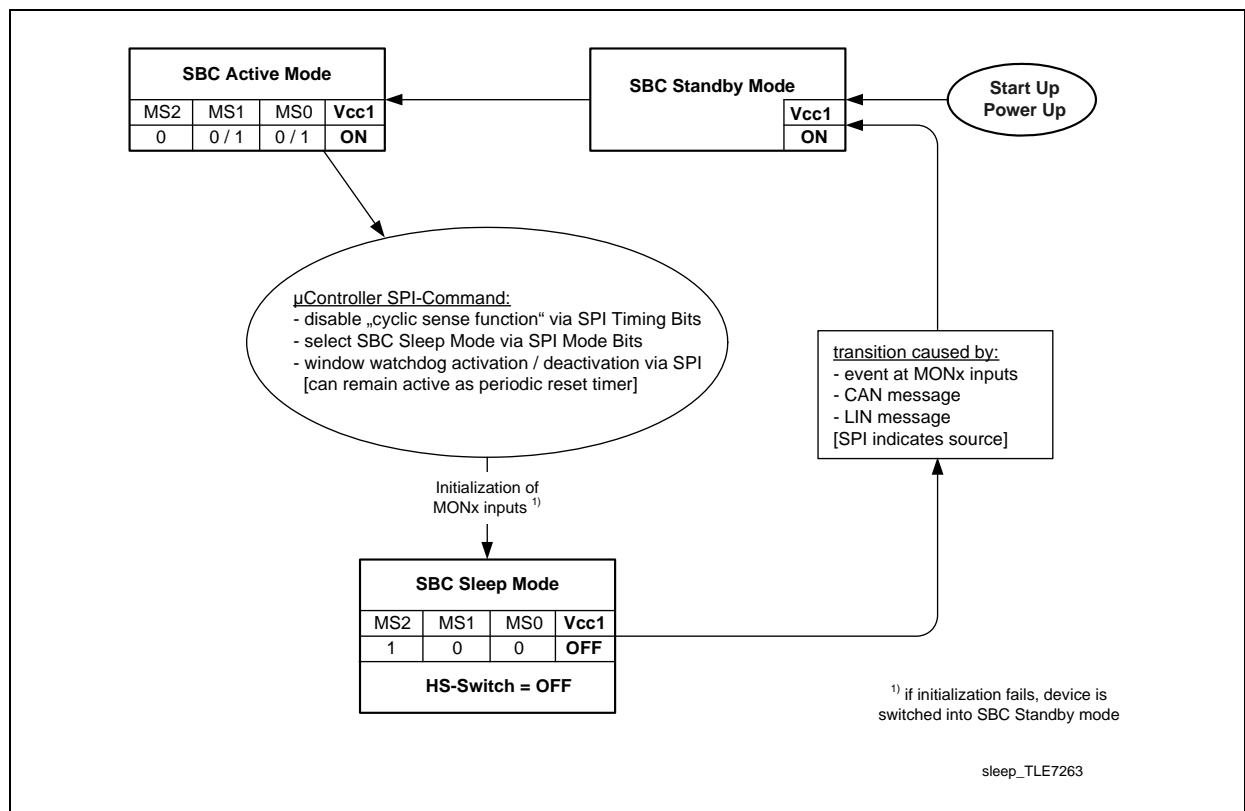 SBC Active Mode
MS2 MS1 MS0 Vcc1
0 0 / 1 0 / 1 ON
SBC Standby Mode
Vcc1
ON
Start Up
Power Up
µController SPI-Command:
- disable „cyclic sense function“ via SPI Timing Bits
- select SBC Sleep Mode via SPI Mode Bits
- window watchdog activation / deactivation via SPI
[can remain active as periodic reset timer]
transition caused by:
- event at MONx inputs
- CAN message
- LIN message
[SPI indicates source]
Initialization of
MONx inputs 1)
SBC Sleep Mode
MS2 MS1 MS0 Vcc1
1 0 0 OFF
HS-Switch = OFF
1) if initialization fails, device is
switched into SBC Standby mode
sleep_TLE7263